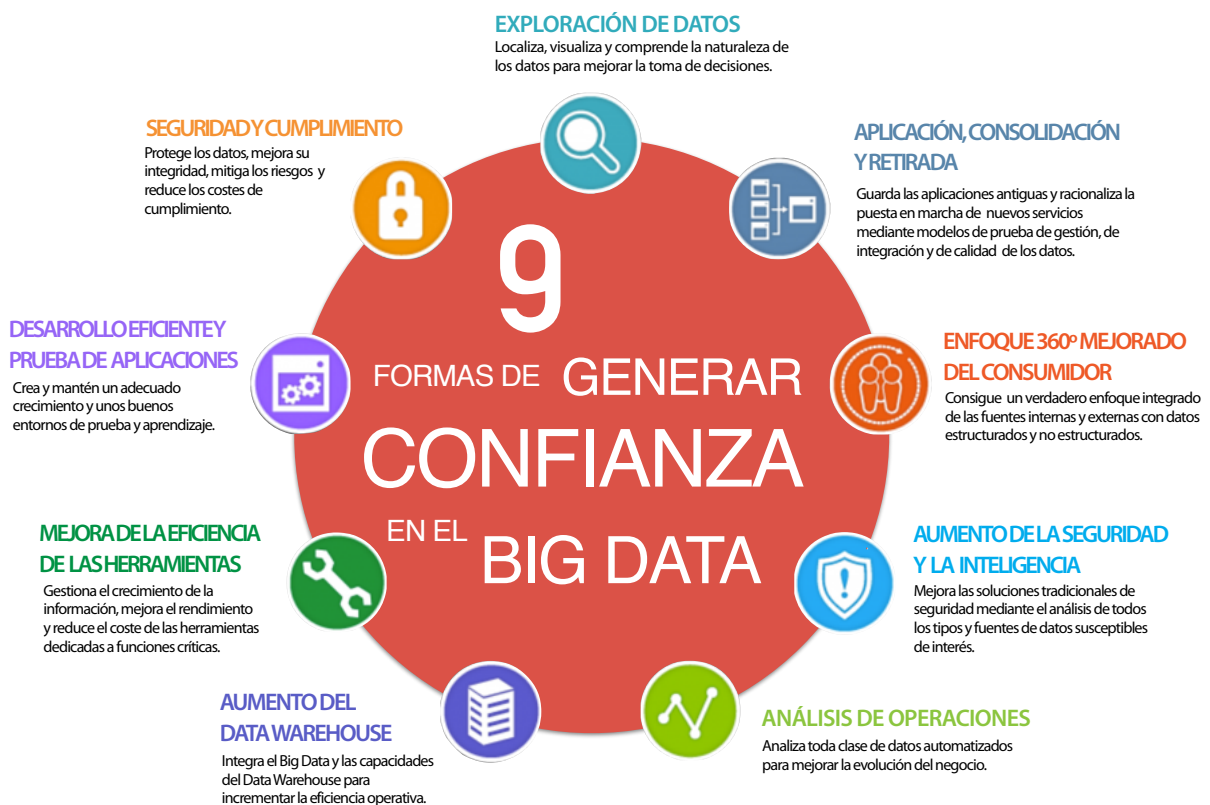 EXPLORACIÓN DE DATOS
Localiza, visualiza y comprende la naturaleza de
los datos para mejorar la toma de decisiones.
SEGURIDAD Y CUMPLIMIENTO
Protege los datos, mejora su
integridad, mitiga los riesgos y
reduce los costes de
cumplimiento.
APLICACIÓN, CONSOLIDACIÓN
Y RETIRADA
Guarda las aplicaciones antiguas y racionaliza la
puesta en marcha de nuevos servicios
mediante modelos de prueba de gestión, de
integración y de calidad de los datos.
9
FORMAS DE GENERAR
CONFIANZA
EN EL
BIG DATA
DESARROLLO EFICIENTE Y
PRUEBA DE APLICACIONES
Crea y mantén un adecuado
crecimiento y unos buenos
entornos de prueba y aprendizaje.
ENFOQUE 360º MEJORADO
DEL CONSUMIDOR
Consigue un verdadero enfoque integrado
de las fuentes internas y externas con datos
estructurados y no estructurados.
MEJORA DE LA EFICIENCIA
DE LAS HERRAMIENTAS
Gestiona el crecimiento de la
información, mejora el rendimiento
y reduce el coste de las herramientas
dedicadas a funciones críticas.
AUMENTO DE LA SEGURIDAD
Y LA INTELIGENCIA
Mejora las soluciones tradicionales de
seguridad mediante el análisis de todos
los tipos y fuentes de datos susceptibles
de interés.
AUMENTO DEL
DATA WAREHOUSE
Integra el Big Data y las capacidades
del Data Warehouse para
incrementar la eficiencia operativa.
ANÁLISIS DE OPERACIONES
Analiza toda clase de datos automatizados
para mejorar la evolución del negocio.